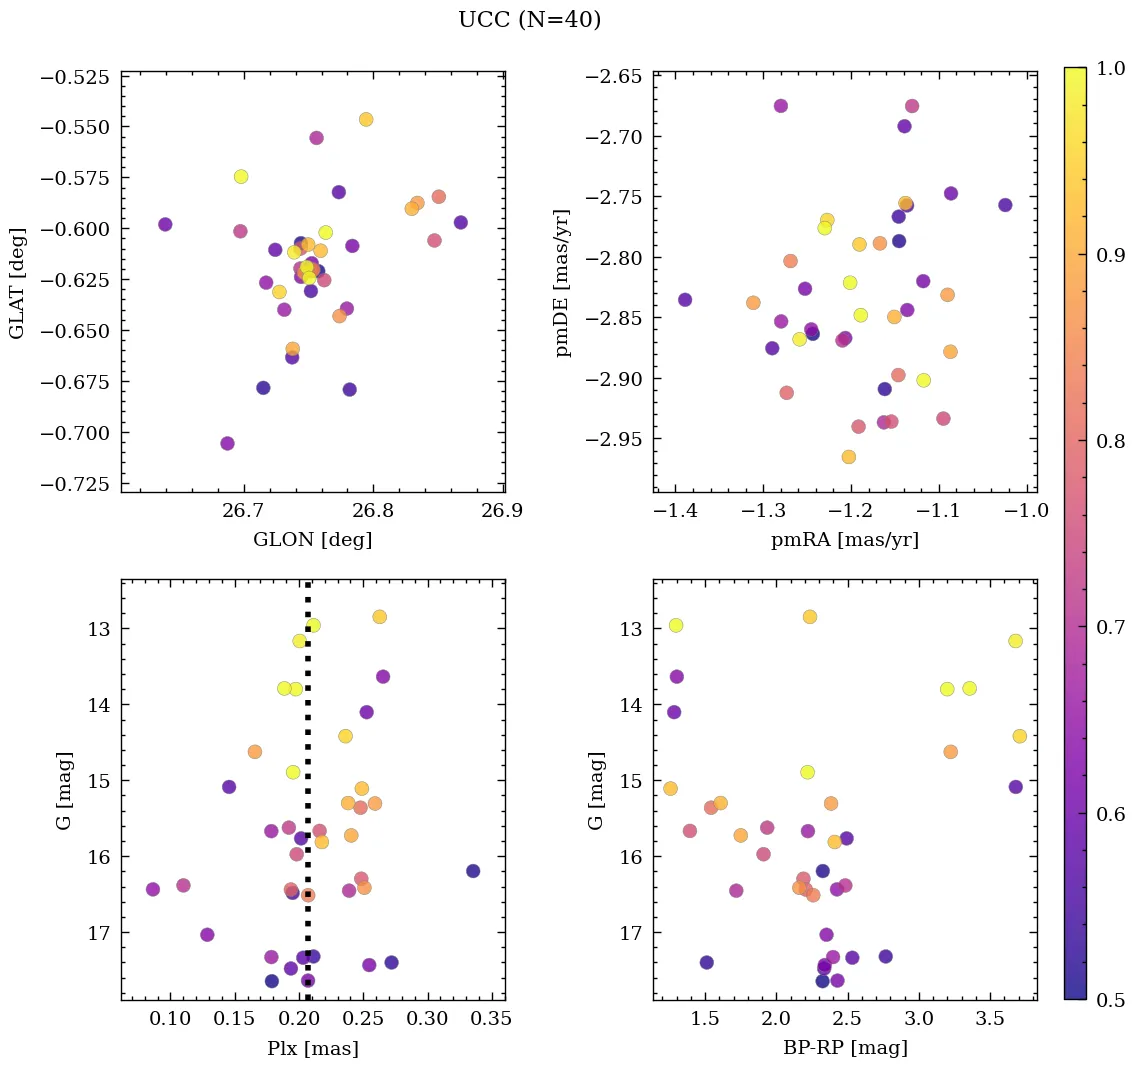 UCC (N=40)
−0.525
−0.550
−0.575
−0.600
−0.625
−0.650
−0.675
−0.700
−0.725
GLAT [deg]
26.7 26.8 26.9
GLON [deg]
−2.65
−2.70
−2.75
−2.80
−2.85
−2.90
−2.95
pmDE [mas/yr]
−1.4 −1.3 −1.2 −1.1 −1.0
pmRA [mas/yr]
13
14
15
16
17
G [mag]
0.10 0.15 0.20 0.25 0.30 0.35
Plx [mas]
13
14
15
16
17
G [mag]
1.5 2.0 2.5 3.0 3.5
BP-RP [mag]
1.0
0.9
0.8
0.7
0.6
0.5